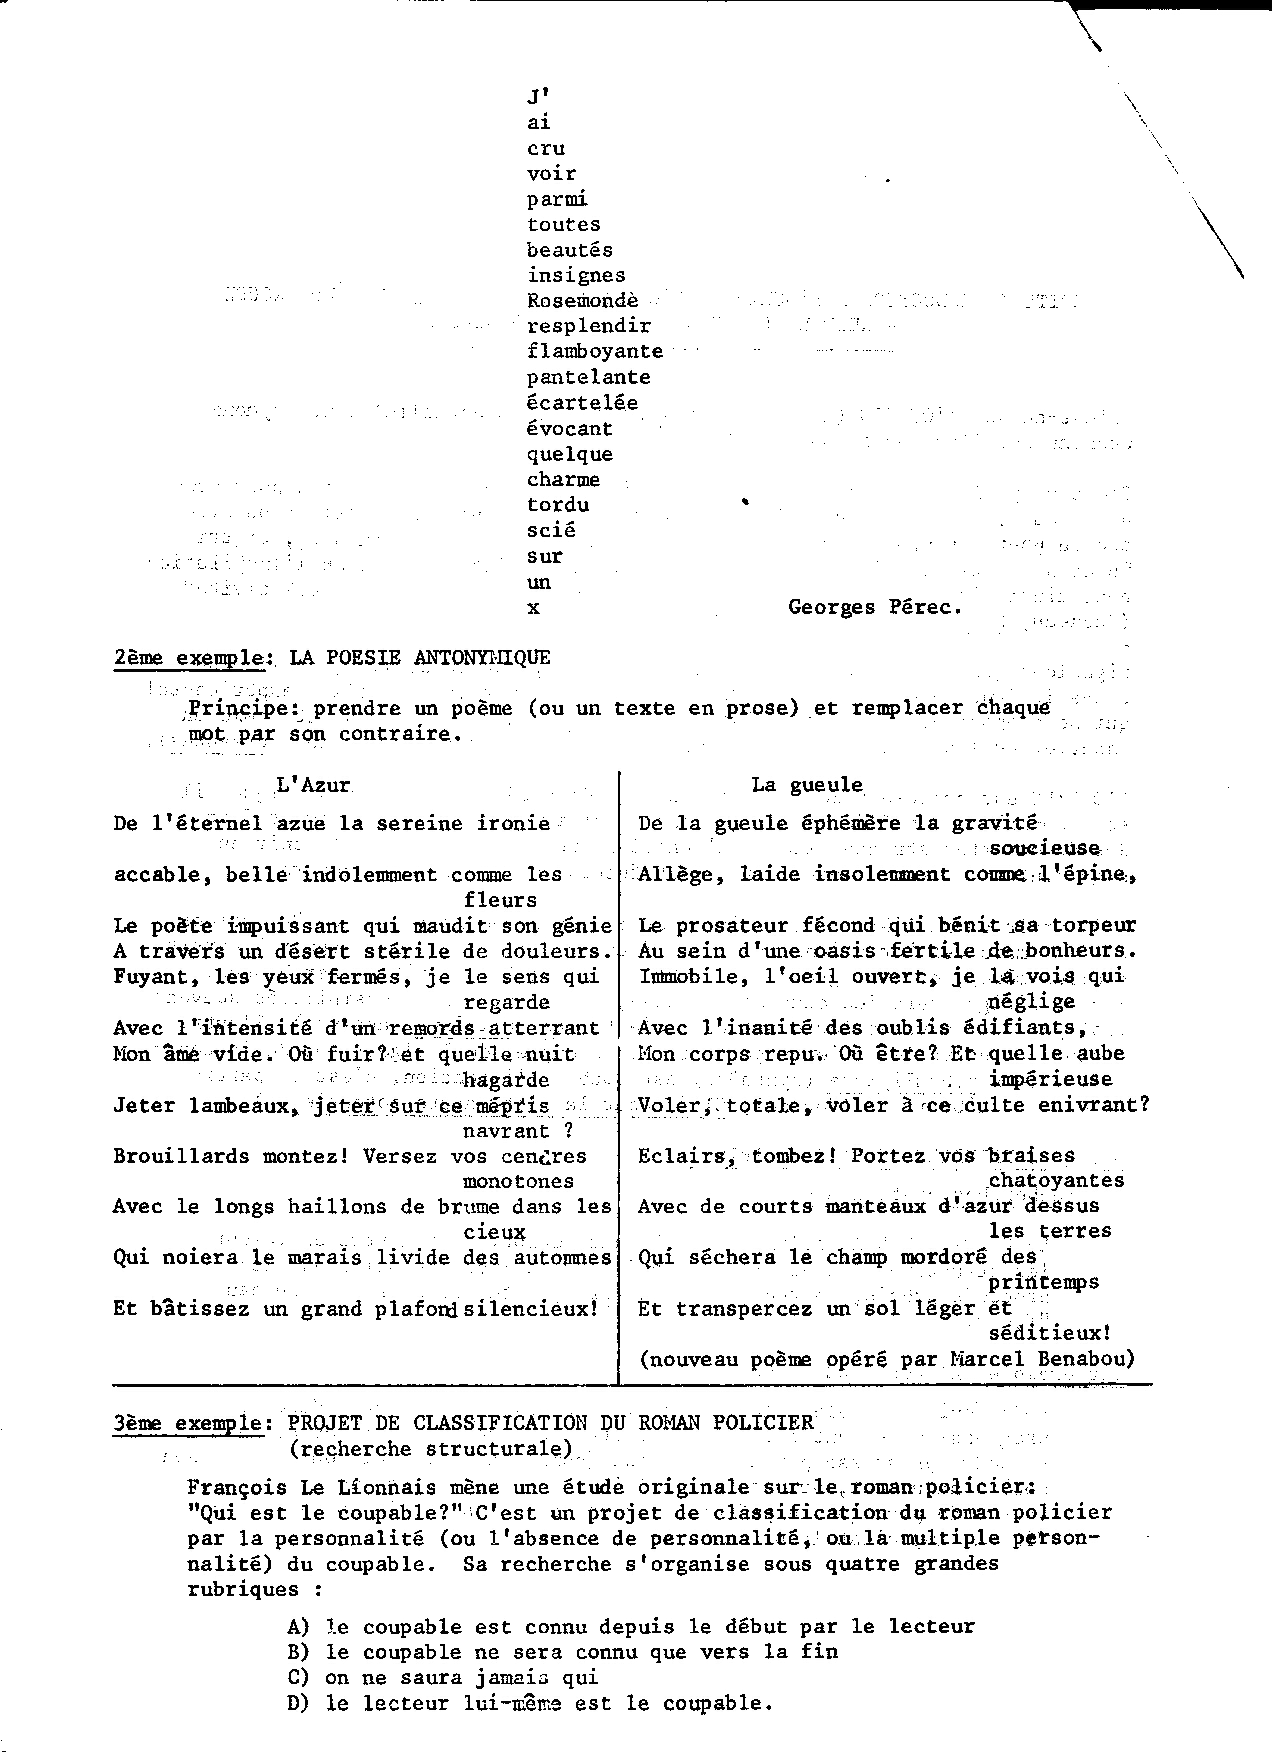 J'
ai
cru
voir
parmi
toutes
beautés
insignes
Rosemondè
resplendir
flamboyante
pantelante
écartelée
évocant
quelque
charme
tordu
scié
sur
un
x Georges Pérec.
2ème exemple: LA POESIE ANTONYMIQUE
Principe: prendre un poème (ou un texte en prose) et remplacer chaque
mot par son contraire.
L'Azur
De l'éternel azue la sereine ironie
accable, belle indolemment comme les
fleurs
Le poète impuissant qui maudit son génie
A travers un désert stérile de douleurs.
Fuyant, les yeux fermés, je le sens qui
regarde
Avec l'intensité d'un remords atterrant
Mon âme vide. Où fuir? et quelle nuit
hagarde
Jeter lambeaux, jeter sur ce mépris
navrant ?
Brouillards montez! Versez vos cendres
monotones
Avec le longs haillons de brume dans les
cieux
Qui noiera le marais livide des automnes
Et bâtissez un grand plafond silencieux!
La gueule
De la gueule éphémère la gravité
soucieuse
Allège, laide insolemment comme l'épine,
Le prosateur fécond qui bénit sa torpeur
Au sein d'une oasis fertile de bonheurs.
Immobile, l'oeil ouvert, je la vois qui
néglige
Avec l'inanité des oublis édifiants,
Mon corps repu. Où être? Et quelle aube
impérieuse
Voler, totale, voler à ce culte enivrant?
Eclairs, tombez! Portez vos braises
chatoyantes
Avec de courts manteaux d'azur dessus
les terres
Qui séchera le champ mordoré des
printemps
Et transpercez un sol léger et
séditieux!
(nouveau poème opéré par Marcel Benabou)
3ème exemple: PROJET DE CLASSIFICATION DU ROMAN POLICIER
(recherche structurale)
François Le Lionnais mène une étude originale sur le roman policier:
"Qui est le coupable?" C'est un projet de classification du roman policier
par la personnalité (ou l'absence de personnalité, ou la multiple person-
nalité) du coupable. Sa recherche s'organise sous quatre grandes
rubriques :
A) le coupable est connu depuis le début par le lecteur
B) le coupable ne sera connu que vers la fin
C) on ne saura jamais qui
D) le lecteur lui-même est le coupable.